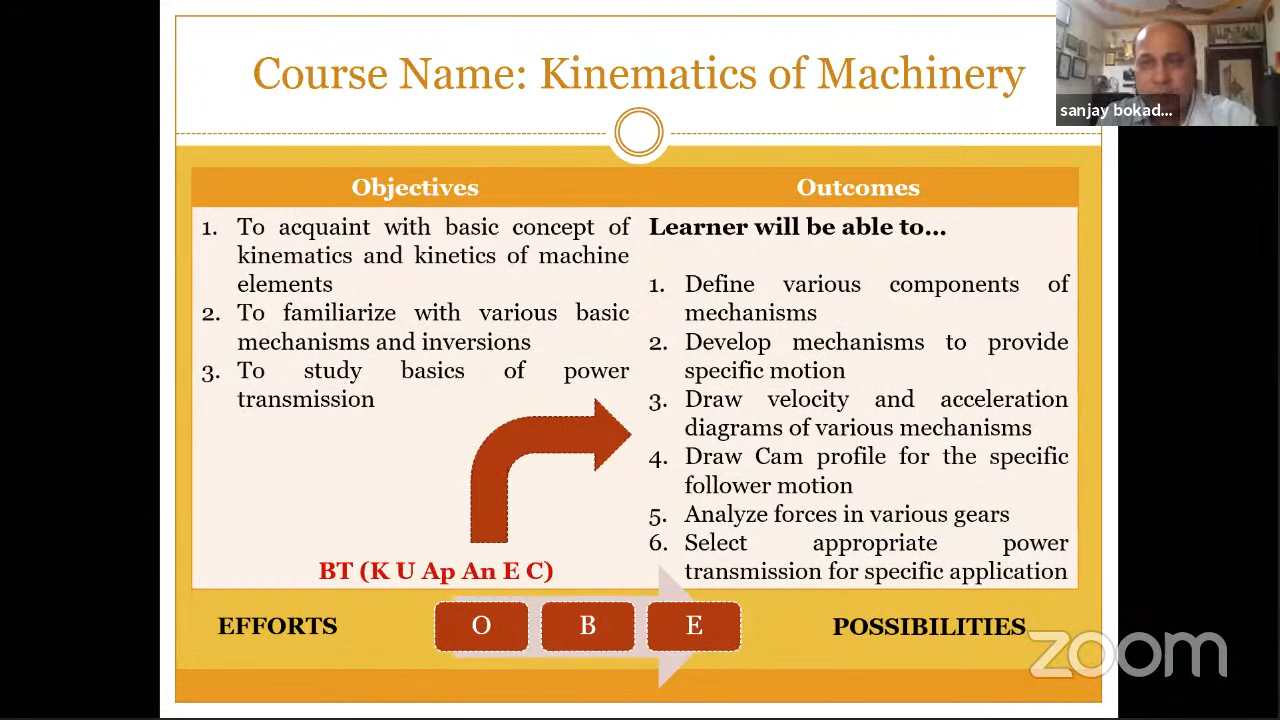 Course Name: Kinematics of Machinery
sanjay bokad...
Objectives
1. To acquaint with basic concept of
kinematics and kinetics of machine
elements
2. To familiarize with various basic
mechanisms and inversions
3. To study basics of power
transmission
BT (K U Ap An E C)
Outcomes
Learner will be able to...
1. Define various components of
mechanisms
2. Develop mechanisms to provide
specific motion
3. Draw velocity and acceleration
diagrams of various mechanisms
4. Draw Cam profile for the specific
follower motion
5. Analyze forces in various gears
6. Select appropriate power
transmission for specific application
EFFORTS
O B E
POSSIBILITIES
zoom